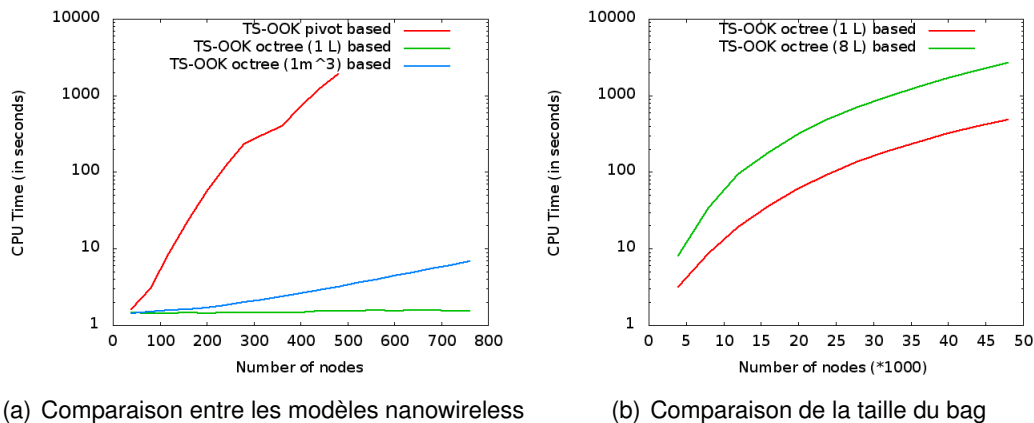 10000
1000
100
10
1
CPU Time (in seconds)
TS-OOK pivot based
TS-OOK octree (1 L) based
TS-OOK octree (1m^3) based
0 100 200 300 400 500 600 700 800
Number of nodes
(a) Comparaison entre les modèles nanowireless
10000
1000
100
10
1
CPU Time (in seconds)
TS-OOK octree (1 L) based
TS-OOK octree (8 L) based
0 5 10 15 20 25 30 35 40 45 50
Number of nodes (*1000)
(b) Comparaison de la taille du bag